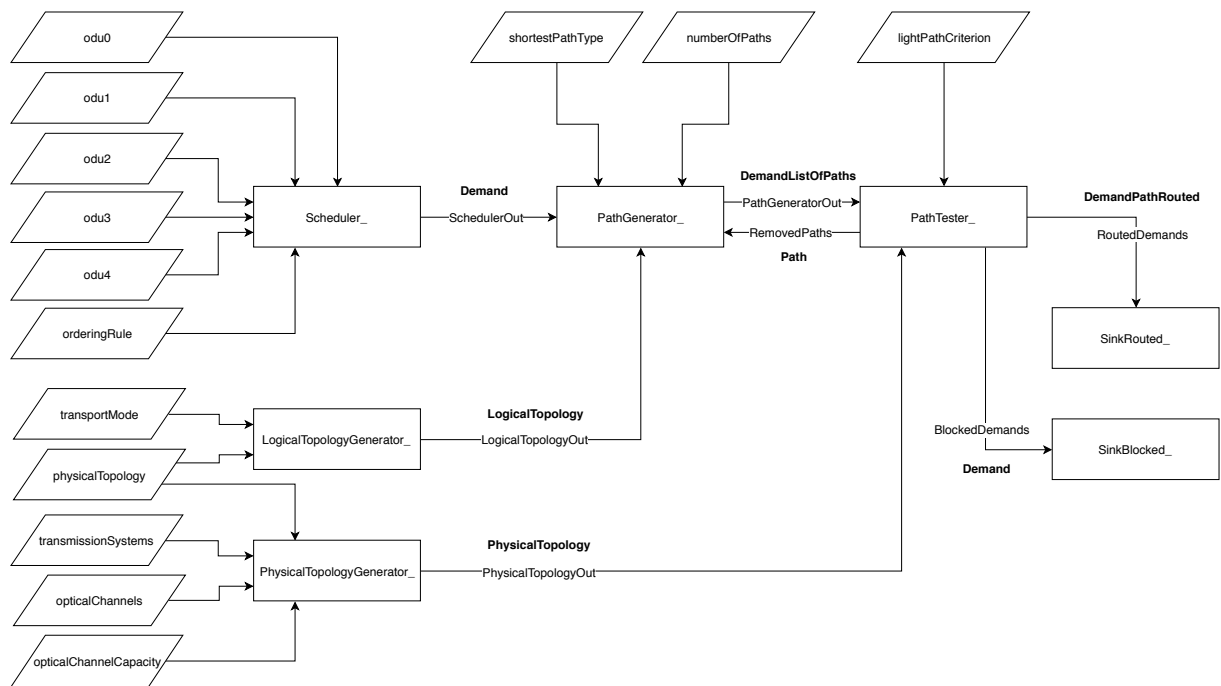 odu0
shortestPathType
numberOfPaths
lightPathCriterion
odu1
odu2
odu3
odu4
orderingRule
Scheduler_
Demand
SchedulerOut
PathGenerator_
DemandListOfPaths
PathGeneratorOut
RemovedPaths
Path
PathTester_
DemandPathRouted
RoutedDemands
SinkRouted_
transportMode
physicalTopology
LogicalTopologyGenerator_
LogicalTopology
LogicalTopologyOut
BlockedDemands
Demand
SinkBlocked_
transmissionSystems
opticalChannels
opticalChannelCapacity
PhysicalTopologyGenerator_
PhysicalTopology
PhysicalTopologyOut